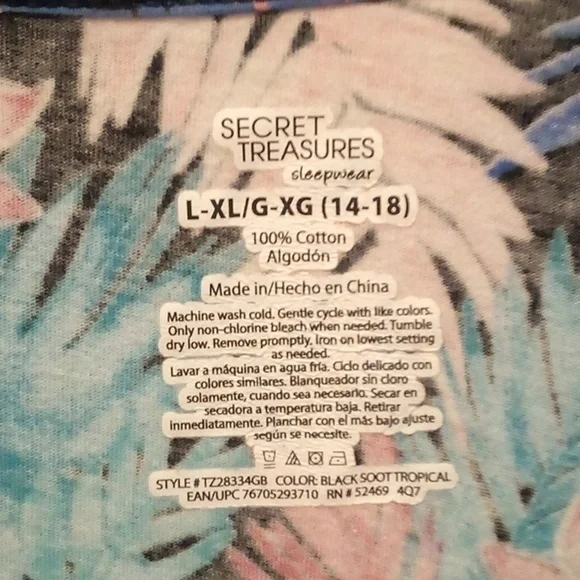 SECRET
TREASURES
sleepwear
L-XL/G-XG (14-18)
100% Cotton
Algodón
Made in/Hecho en China
Machine wash cold. Gentle cycle with like colors.
Only non-chlorine bleach when needed. Tumble
dry low. Remove promptly. Iron on lowest setting
as needed.
Lavar a máquina en agua fría. Ciclo delicado con
colores similares. Blanqueador sin cloro
solamente, cuando sea necesario. Secar en
secadora a temperatura baja. Retirar
inmediatamente. Planchar con el más bajo ajuste
según se necesite.
STYLE # TZ28334GB COLOR: BLACK SOOT TROPICAL
EAN/UPC 76705293710 RN # 52469 4Q7